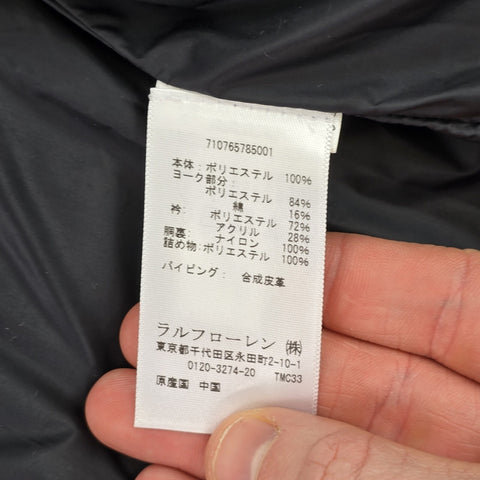 710765785001
本体:ポリエステル 100%
ヨーク部分:
ポリエステル 84%
綿 16%
衿: ポリエステル 72%
アクリル 28%
胴裏: ナイロン 100%
詰め物:ポリエステル 100%
パイピング: 合成皮革
ラルフローレン ㈱
東京都千代田区永田町2-10-1
0120-3274-20 TMC33
原産国 中国